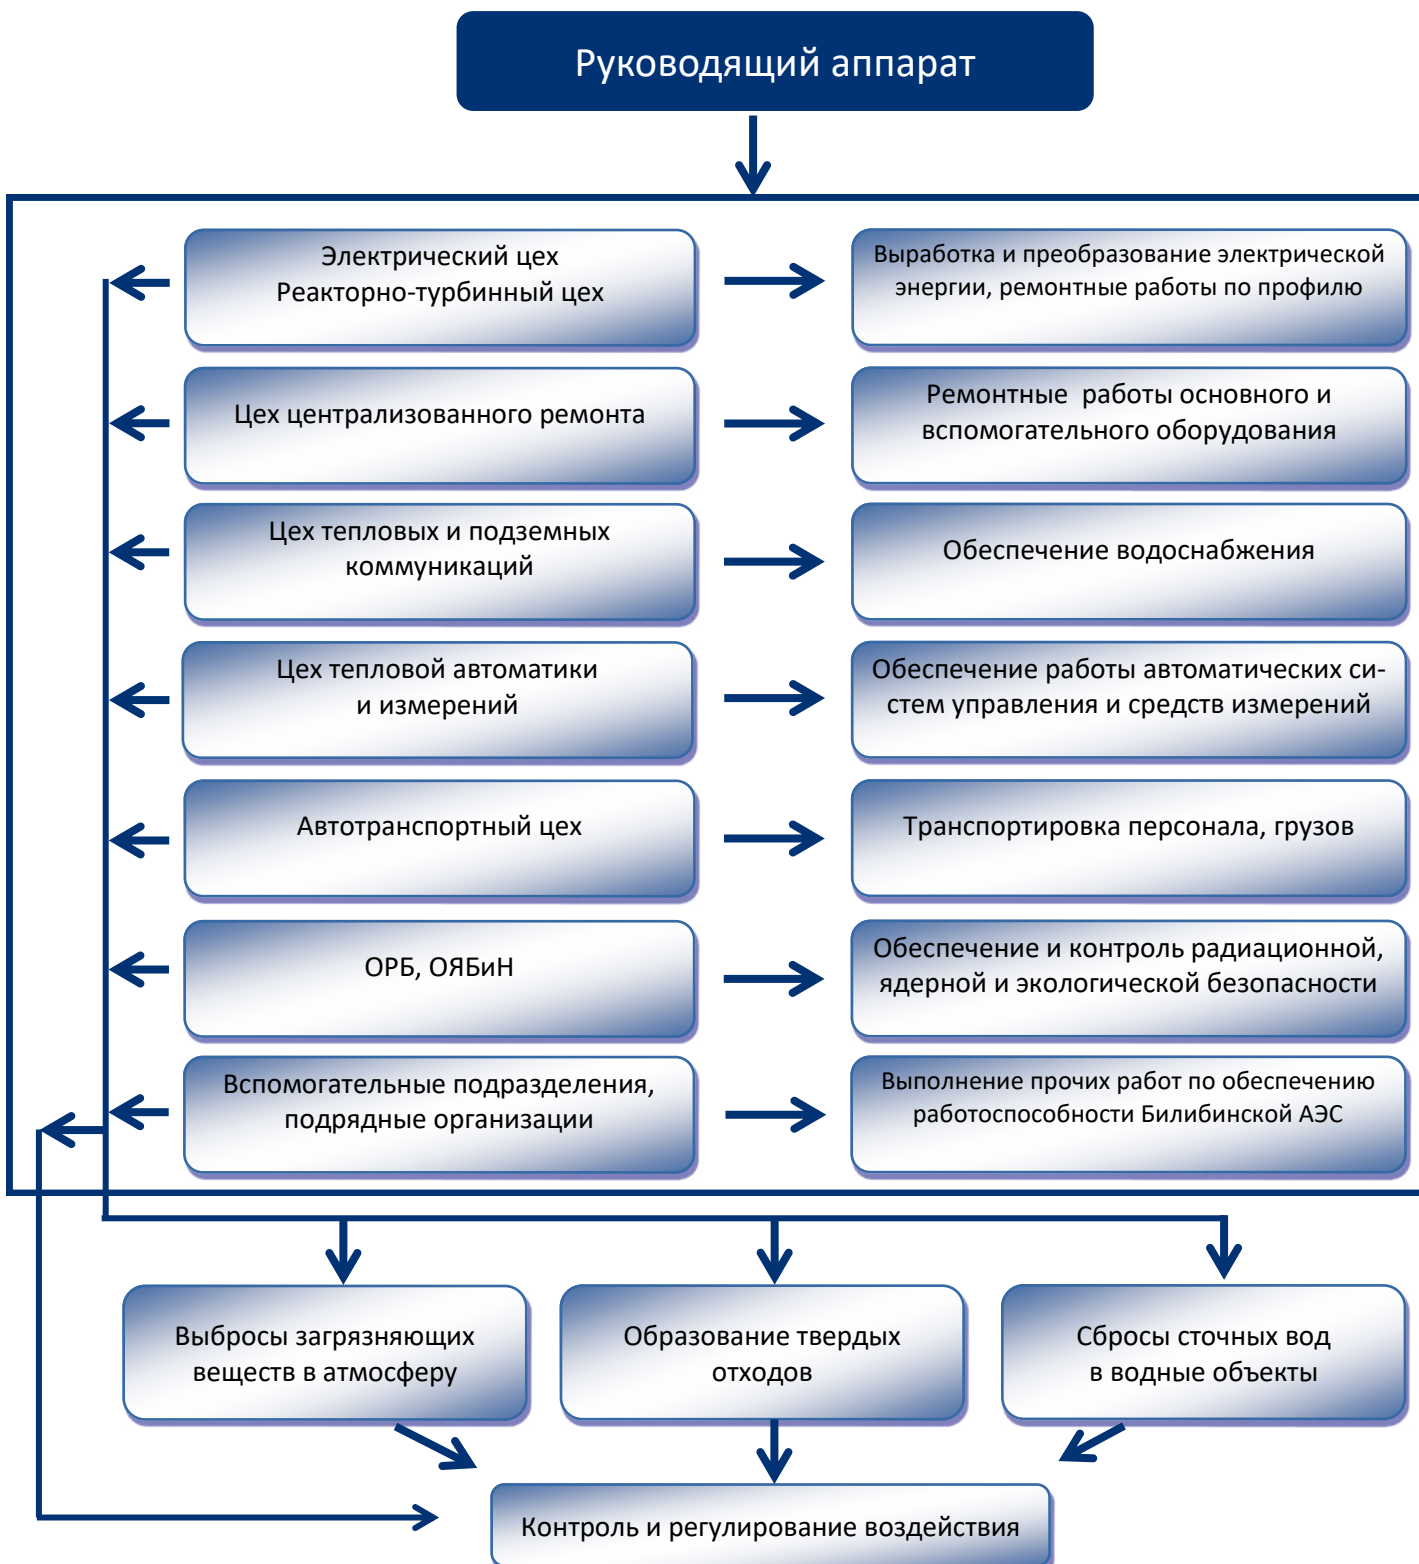 Руководящий аппарат
Электрический цех
Реакторно-турбинный цех
Выработка и преобразование электрической
энергии, ремонтные работы по профилю
Цех централизованного ремонта
Ремонтные работы основного и
вспомогательного оборудования
Цех тепловых и подземных
коммуникаций
Обеспечение водоснабжения
Цех тепловой автоматики
и измерений
Обеспечение работы автоматических си-
стем управления и средств измерений
Автотранспортный цех
Транспортировка персонала, грузов
ОРБ, ОЯБиН
Обеспечение и контроль радиационной,
ядерной и экологической безопасности
Вспомогательные подразделения,
подрядные организации
Выполнение прочих работ по обеспечению
работоспособности Билибинской АЭС
Выбросы загрязняющих
веществ в атмосферу
Образование твердых
отходов
Сбросы сточных вод
в водные объекты
Контроль и регулирование воздействия